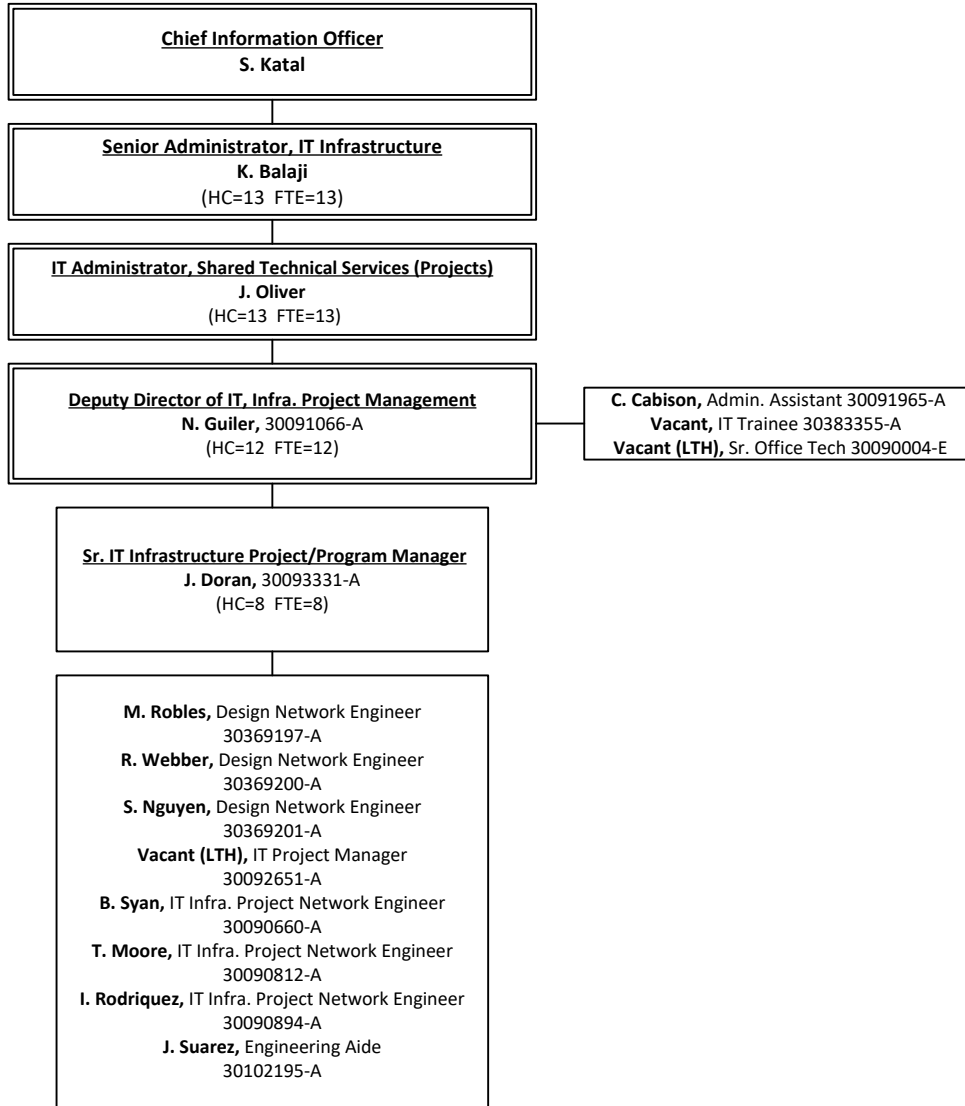 Chief Information Officer
S. Katal
Senior Administrator, IT Infrastructure
K. Balaji
(HC=13 FTE=13)
IT Administrator, Shared Technical Services (Projects)
J. Oliver
(HC=13 FTE=13)
Deputy Director of IT, Infra. Project Management
N. Guiler, 30091066-A
(HC=12 FTE=12)
C. Cabison, Admin. Assistant 30091965-A
Vacant, IT Trainee 30383355-A
Vacant (LTH), Sr. Office Tech 30090004-E
Sr. IT Infrastructure Project/Program Manager
J. Doran, 30093331-A
(HC=8 FTE=8)
M. Robles, Design Network Engineer
30369197-A
R. Webber, Design Network Engineer
30369200-A
S. Nguyen, Design Network Engineer
30369201-A
Vacant (LTH), IT Project Manager
30092651-A
B. Syan, IT Infra. Project Network Engineer
30090660-A
T. Moore, IT Infra. Project Network Engineer
30090812-A
I. Rodriquez, IT Infra. Project Network Engineer
30090894-A
J. Suarez, Engineering Aide
30102195-A